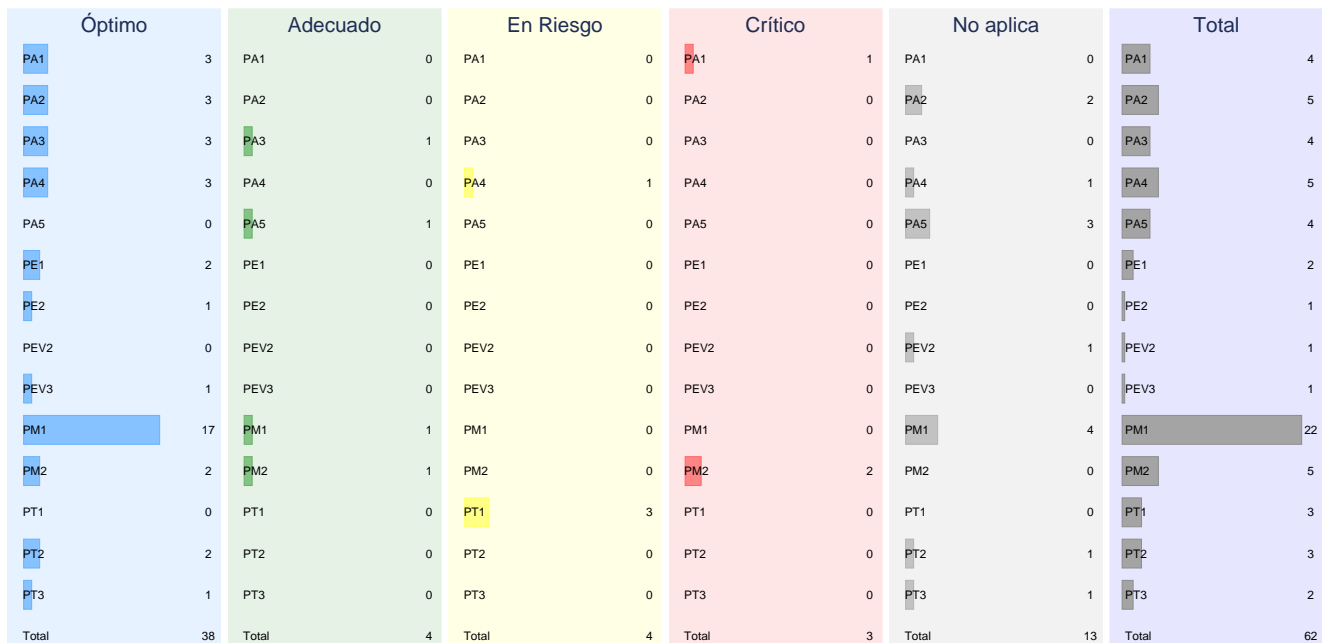 Óptimo Adecuado En Riesgo Crítico No aplica Total
PA1 3 PA1 0 PA1 0 PA1 1 PA1 0 PA1 4
PA2 3 PA2 0 PA2 0 PA2 0 PA2 2 PA2 5
PA3 3 PA3 1 PA3 0 PA3 0 PA3 0 PA3 4
PA4 3 PA4 0 PA4 1 PA4 0 PA4 1 PA4 5
PA5 0 PA5 1 PA5 0 PA5 0 PA5 3 PA5 4
PE1 2 PE1 0 PE1 0 PE1 0 PE1 0 PE1 2
PE2 1 PE2 0 PE2 0 PE2 0 PE2 0 PE2 1
PEV2 0 PEV2 0 PEV2 0 PEV2 0 PEV2 1 PEV2 1
PEV3 1 PEV3 0 PEV3 0 PEV3 0 PEV3 0 PEV3 1
PM1 17 PM1 1 PM1 0 PM1 0 PM1 4 PM1 22
PM2 2 PM2 1 PM2 0 PM2 2 PM2 0 PM2 5
PT1 0 PT1 0 PT1 3 PT1 0 PT1 0 PT1 3
PT2 2 PT2 0 PT2 0 PT2 0 PT2 1 PT2 3
PT3 1 PT3 0 PT3 0 PT3 0 PT3 1 PT3 2
Total 38 Total 4 Total 4 Total 3 Total 13 Total 62